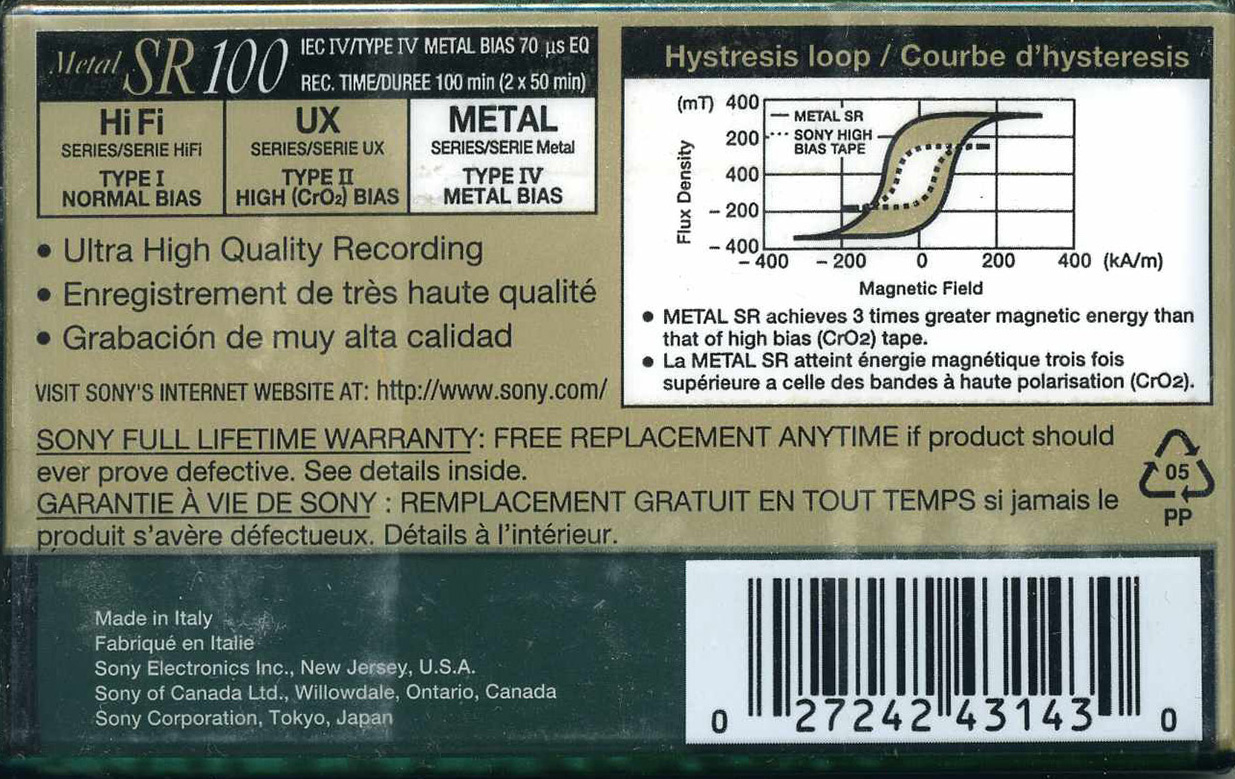 Metal SR 100
IEC IV/TYPE IV METAL BIAS 70 µs EQ
REC. TIME/DUREE 100 min (2 x 50 min)
Hi Fi
SERIES/SERIE HiFi
TYPE I
NORMAL BIAS
UX
SERIES/SERIE UX
TYPE II
HIGH (CrO2) BIAS
METAL
SERIES/SERIE Metal
TYPE IV
METAL BIAS
• Ultra High Quality Recording
• Enregistrement de très haute qualité
• Grabación de muy alta calidad
VISIT SONY'S INTERNET WEBSITE AT: http://www.sony.com/
Hystresis loop / Courbe d'hysteresis
(mT) 400
200
400
– 200
– 400
Flux Density
METAL SR
SONY HIGH
BIAS TAPE
– 400 – 200 0 200 400 (kA/m)
Magnetic Field
• METAL SR achieves 3 times greater magnetic energy than
that of high bias (CrO2) tape.
• La METAL SR atteint énergie magnétique trois fois
supérieure a celle des bandes à haute polarisation (CrO2).
SONY FULL LIFETIME WARRANTY: FREE REPLACEMENT ANYTIME if product should
ever prove defective. See details inside.
GARANTIE À VIE DE SONY : REMPLACEMENT GRATUIT EN TOUT TEMPS si jamais le
produit s'avère défectueux. Détails à l'intérieur.
05
PP
Made in Italy
Fabriqué en Italie
Sony Electronics Inc., New Jersey, U.S.A.
Sony of Canada Ltd., Willowdale, Ontario, Canada
Sony Corporation, Tokyo, Japan
0 27242 43143 0